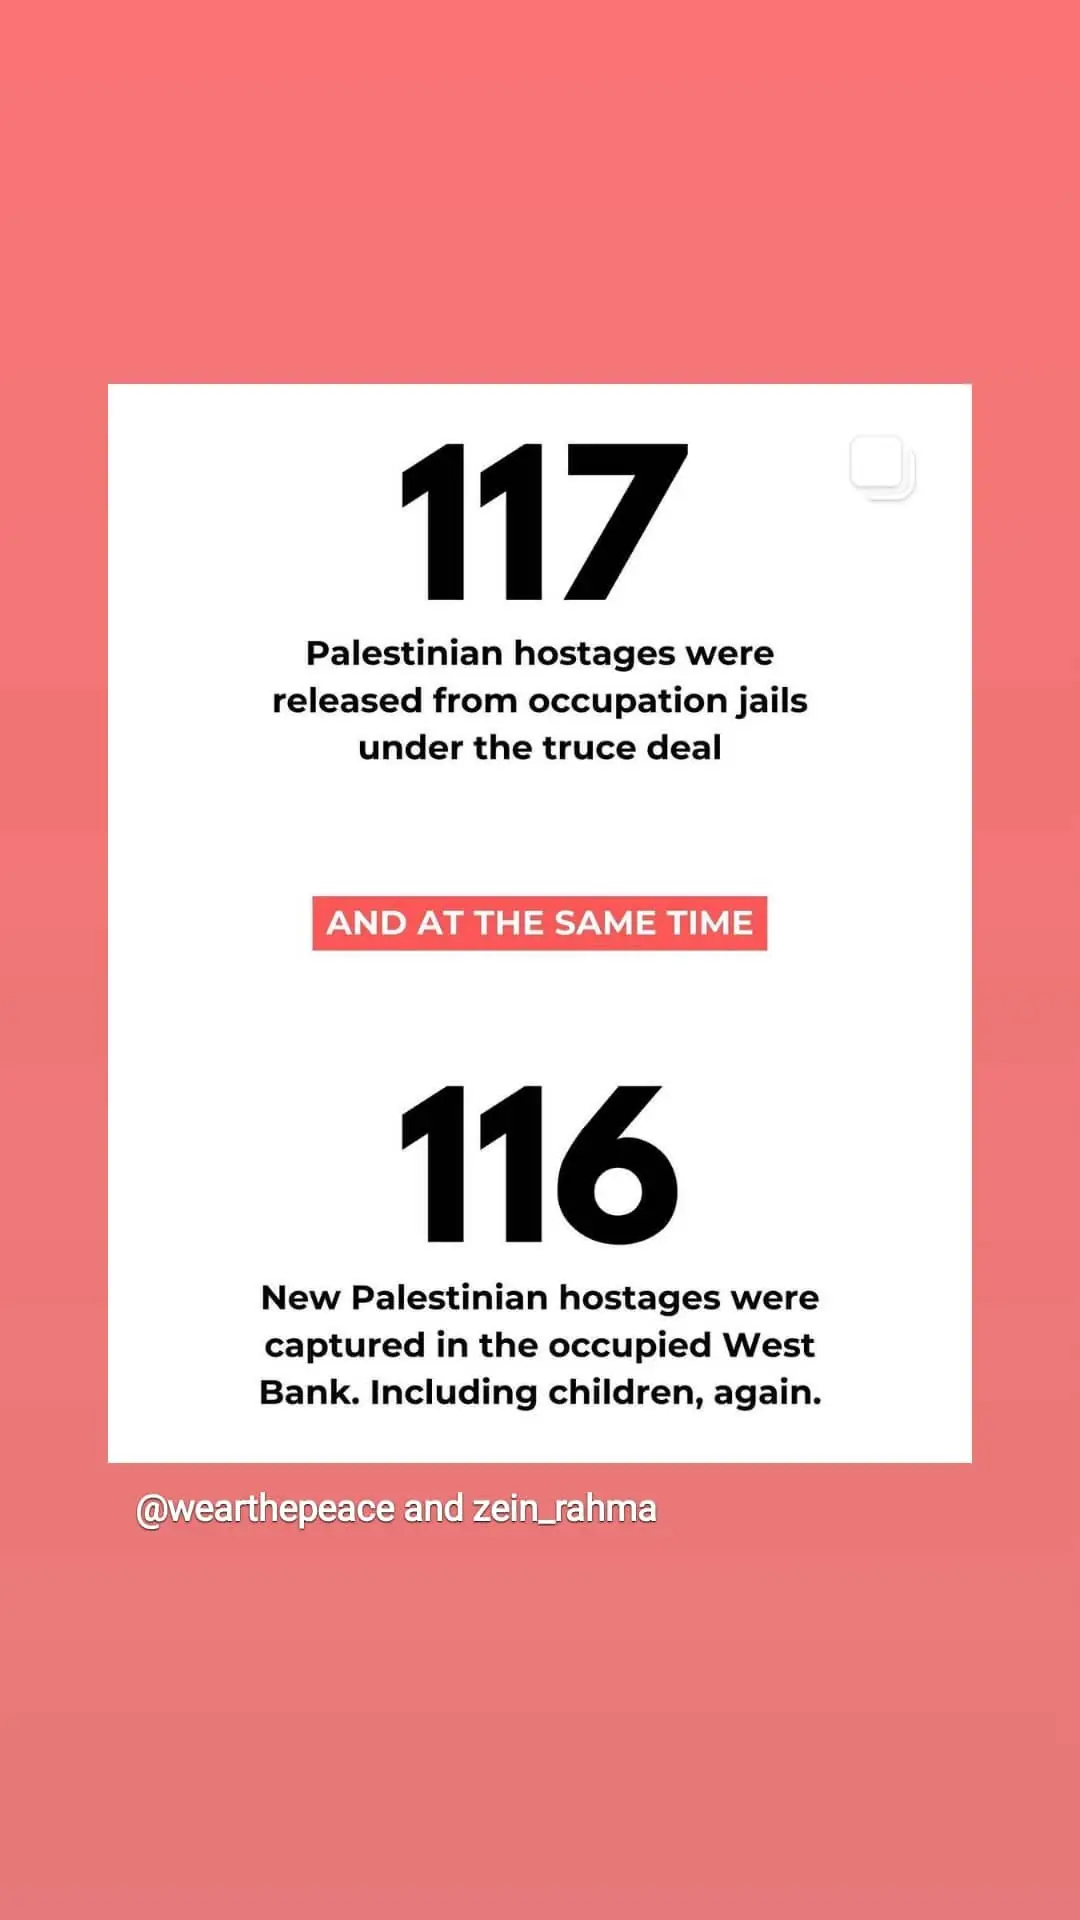 117
Palestinian hostages were
released from occupation jails
under the truce deal
AND AT THE SAME TIME
116
New Palestinian hostages were
captured in the occupied West
Bank. Including children, again.
@wearthepeace and zein_rahma